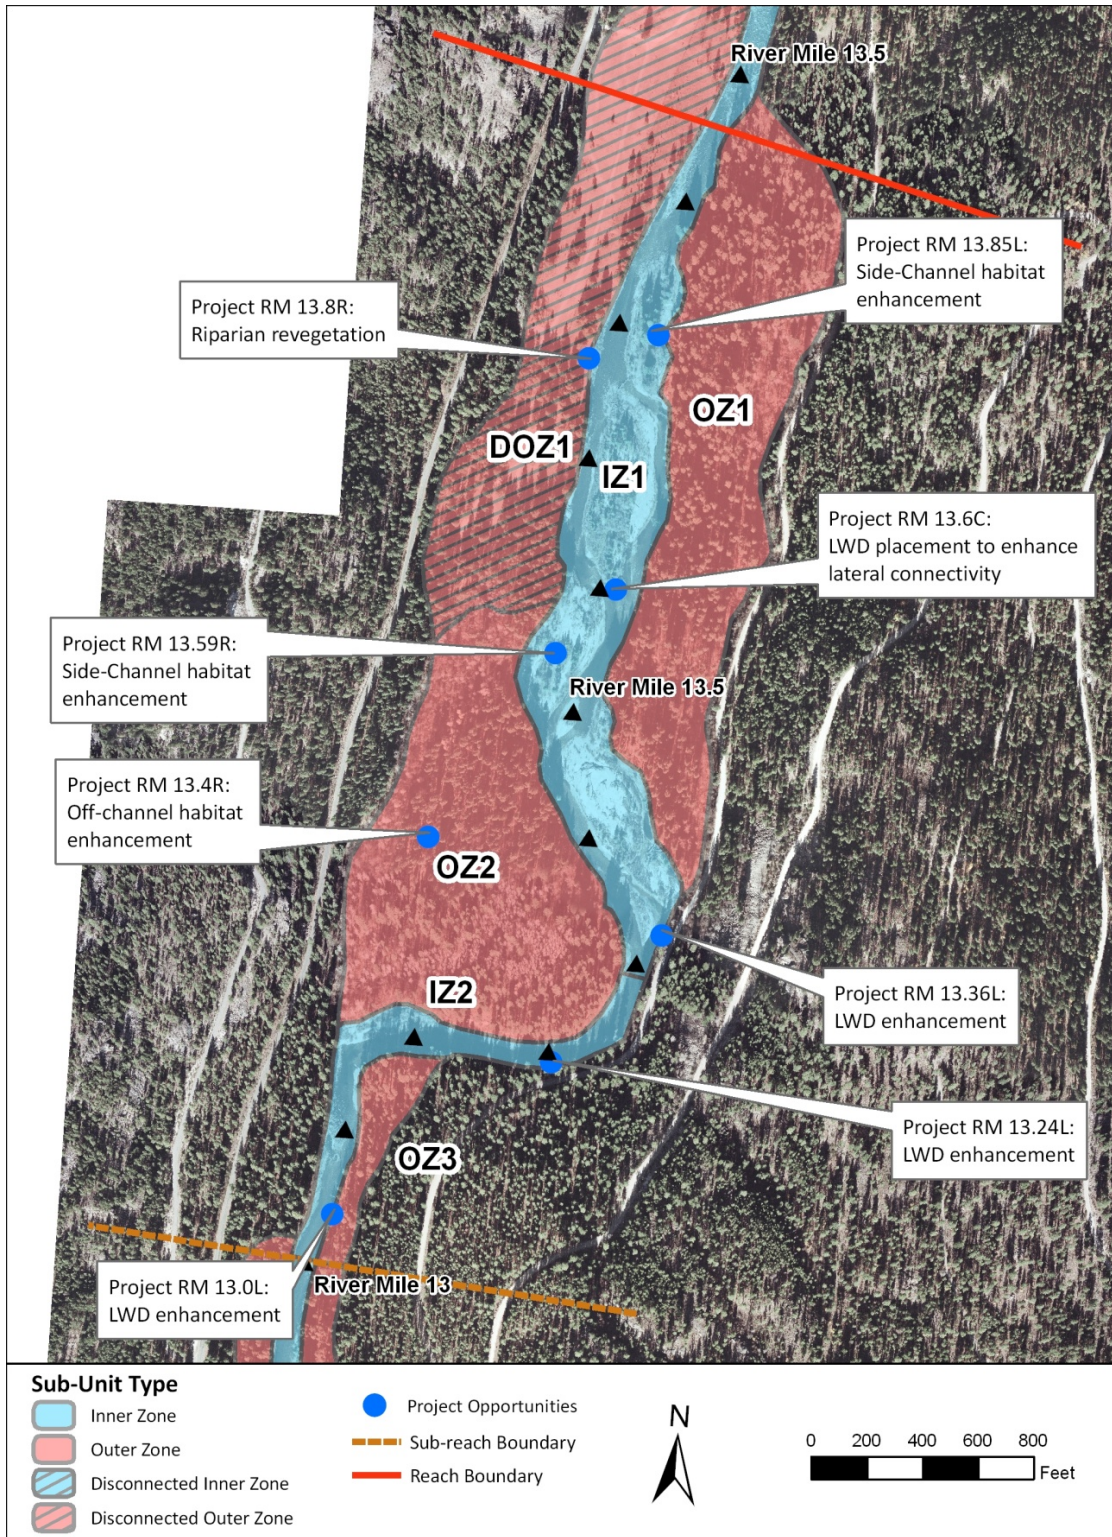 River Mile 13.5
Project RM 13.85L:
Side-Channel habitat
enhancement
Project RM 13.8R:
Riparian revegetation
OZ1
DOZ1
IZ1
Project RM 13.6C:
LWD placement to enhance
lateral connectivity
Project RM 13.59R:
Side-Channel habitat
enhancement
River Mile 13.5
Project RM 13.4R:
Off-channel habitat
enhancement
OZ2
IZ2
Project RM 13.36L:
LWD enhancement
Project RM 13.24L:
LWD enhancement
OZ3
Project RM 13.0L:
LWD enhancement
River Mile 13
Sub-Unit Type
Inner Zone
Outer Zone
Disconnected Inner Zone
Disconnected Outer Zone
Project Opportunities
Sub-reach Boundary
Reach Boundary
N
0 200 400 600 800
Feet